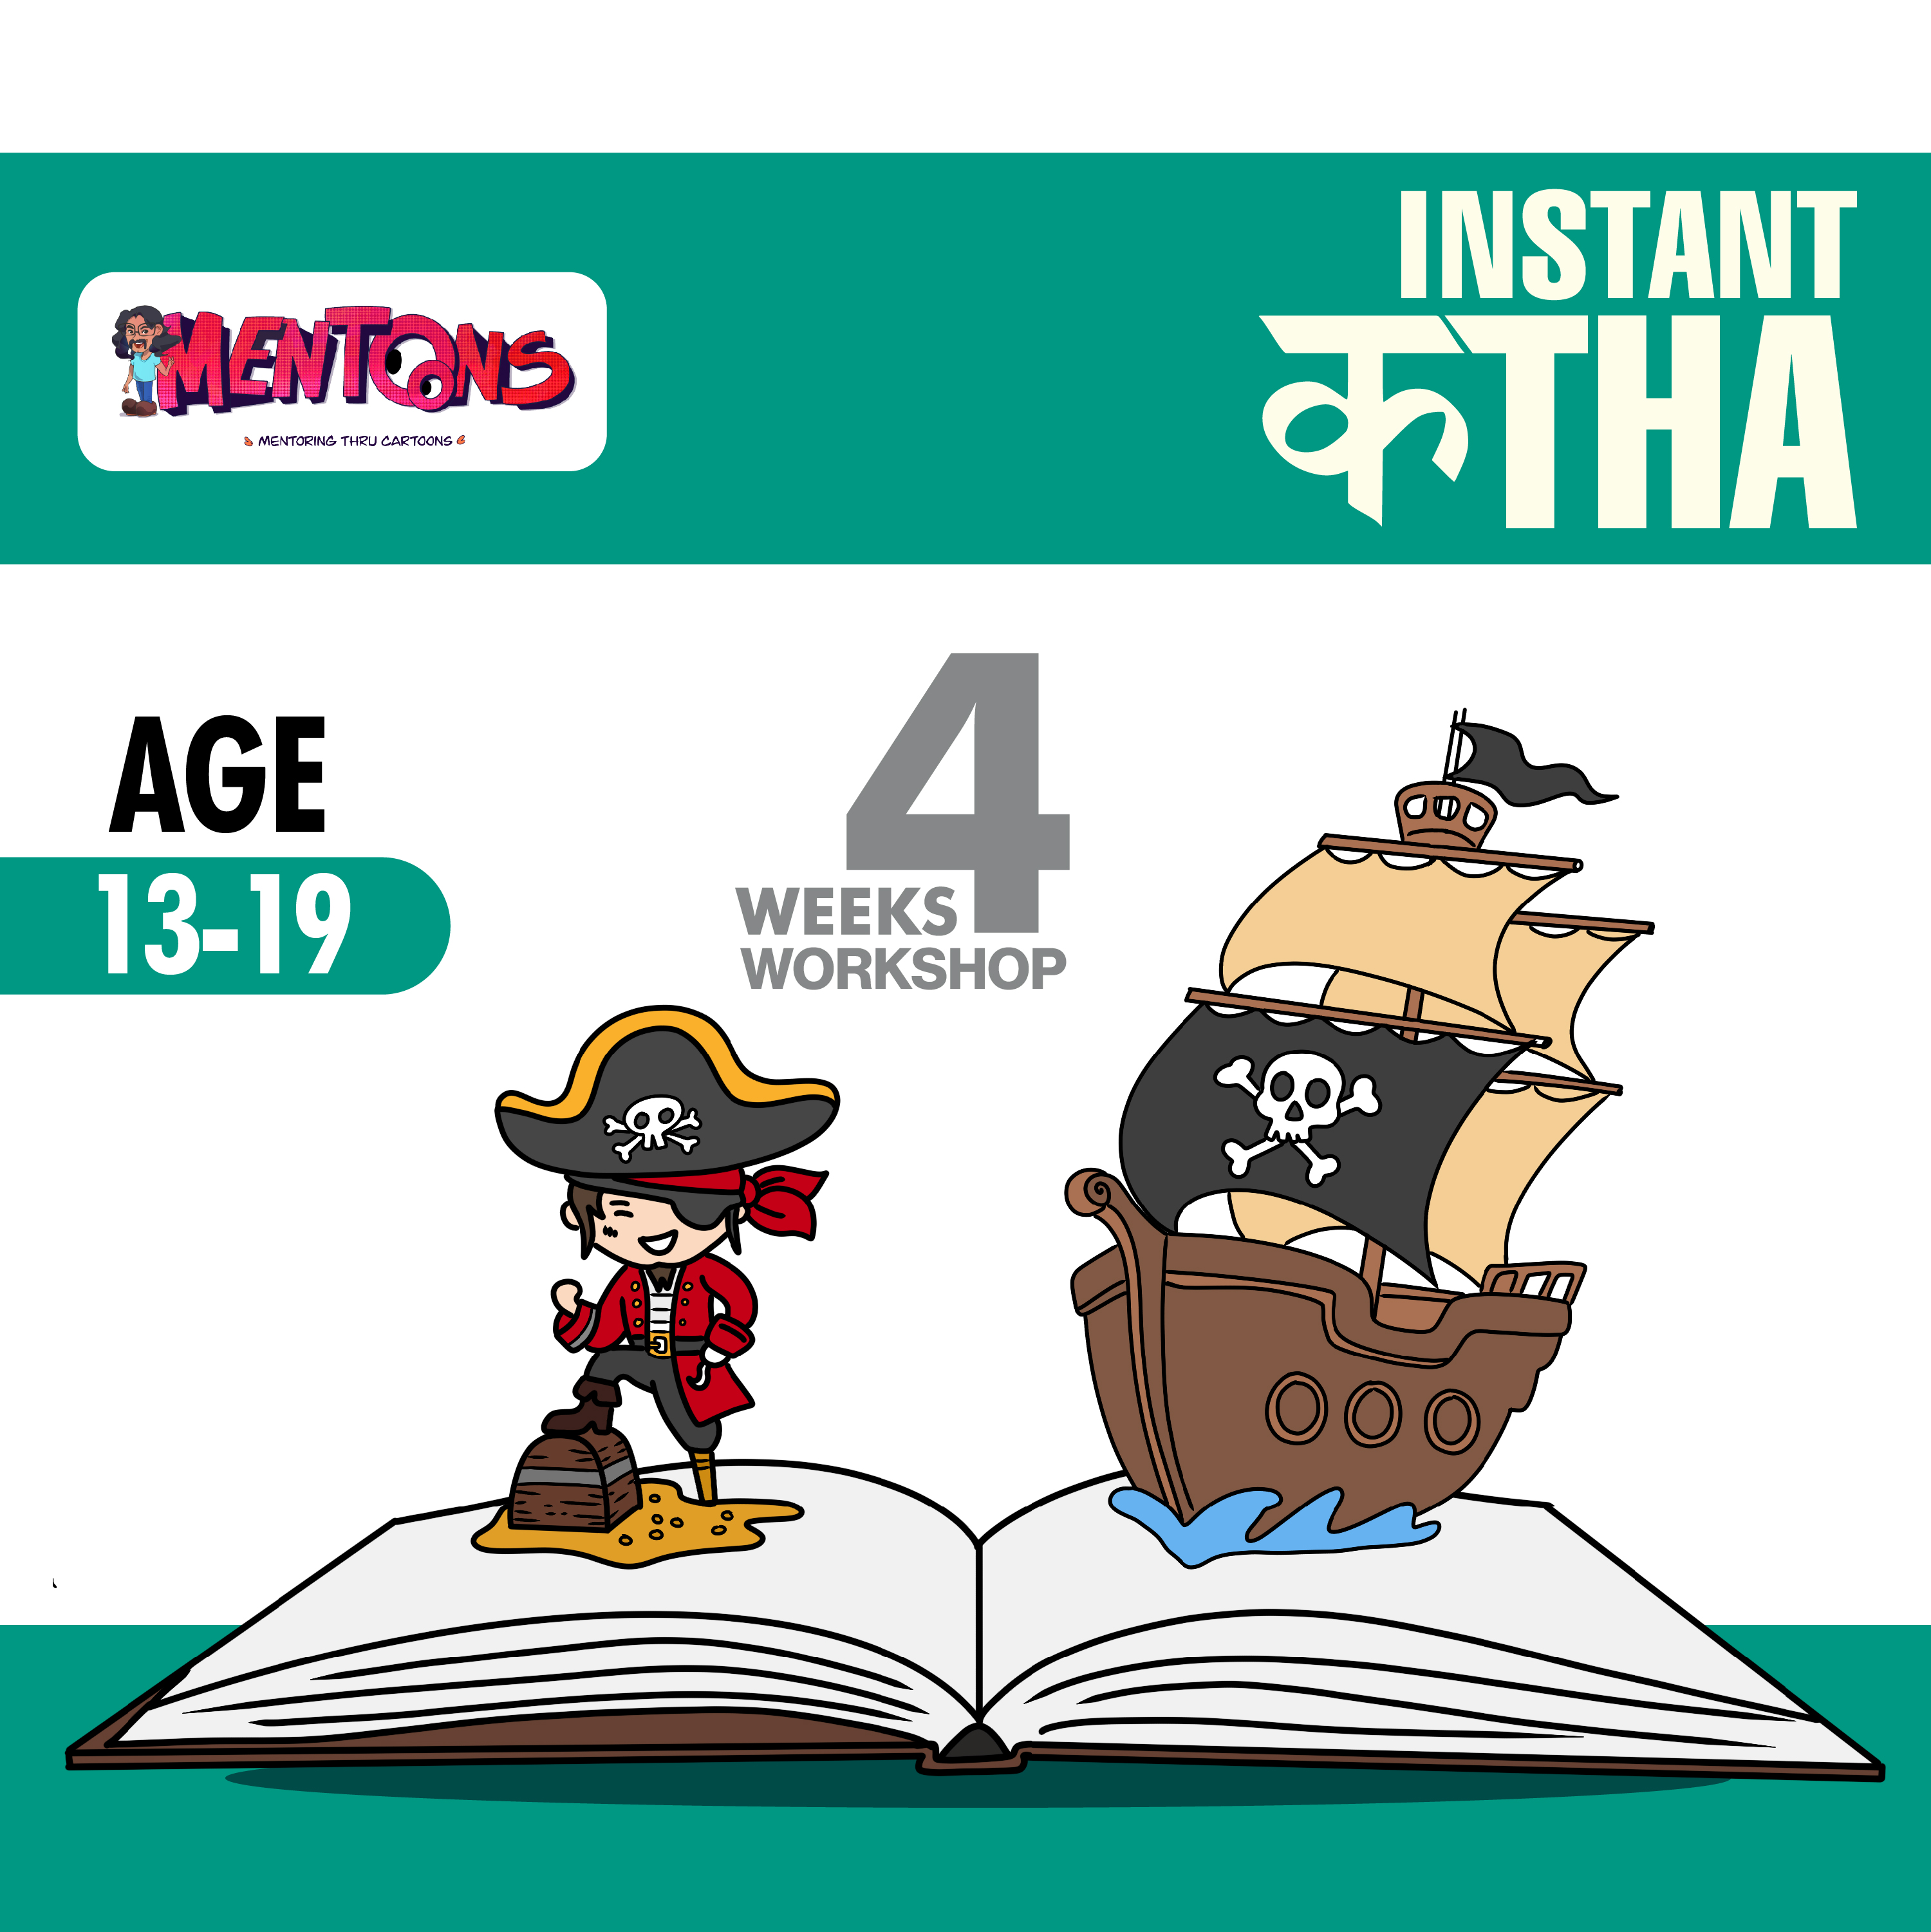 MENTOONS
MENTORING THRU CARTOONS
INSTANT
कTHA
AGE
13-19
4
WEEKS
WORKSHOP